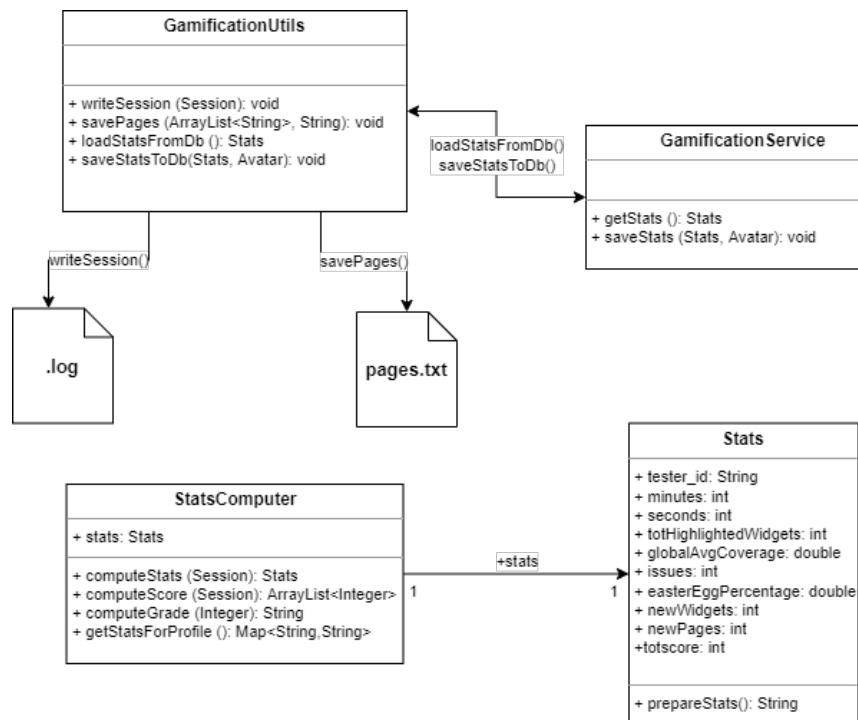 GamificationUtils
+ writeSession (Session): void
+ savePages (ArrayList<String>, String): void
+ loadStatsFromDb (): Stats
+ saveStatsToDb(Stats, Avatar): void
loadStatsFromDb()
saveStatsToDb()
GamificationService
+ getStats (): Stats
+ saveStats (Stats, Avatar): void
writeSession()
savePages()
.log
pages.txt
StatsComputer
+ stats: Stats
+ computeStats (Session): Stats
+ computeScore (Session): ArrayList<Integer>
+ computeGrade (Integer): String
+ getStatsForProfile (): Map<String,String>
+stats
1
1
Stats
+ tester_id: String
+ minutes: int
+ seconds: int
+ totHighlightedWidgets: int
+ globalAvgCoverage: double
+ issues: int
+ easterEggPercentage: double
+ newWidgets: int
+ newPages: int
+totscore: int
+ prepareStats(): String